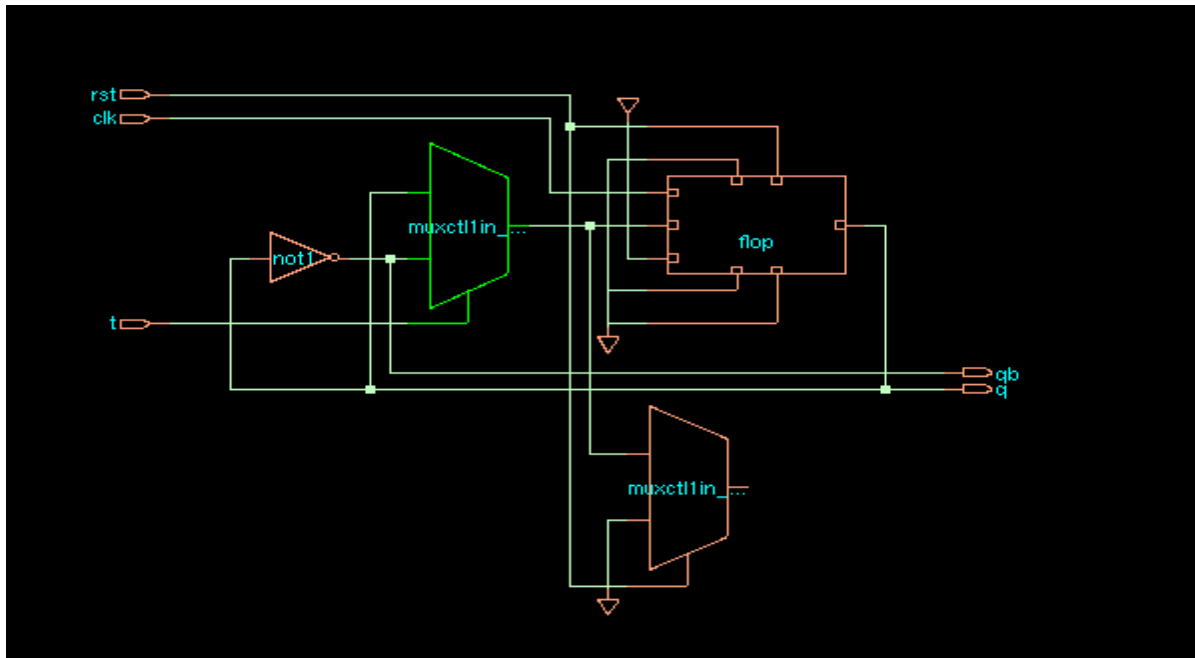 rst
clk
muxctl1in_...
flop
not1
t
qb
q
muxctl1in_...